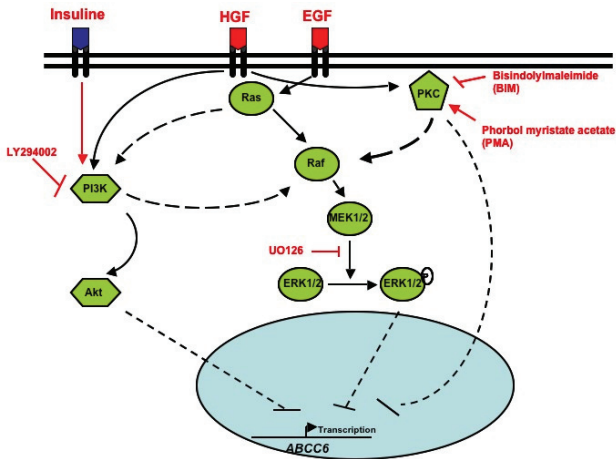 Insuline
HGF
EGF
PKC
Bisindolylmaleimide
(BIM)
Ras
Phorbol myristate acetate
(PMA)
LY294002
Raf
PI3K
MEK1/2
UO126
ERK1/2
ERK1/2
P
Akt
Transcription
ABCC6